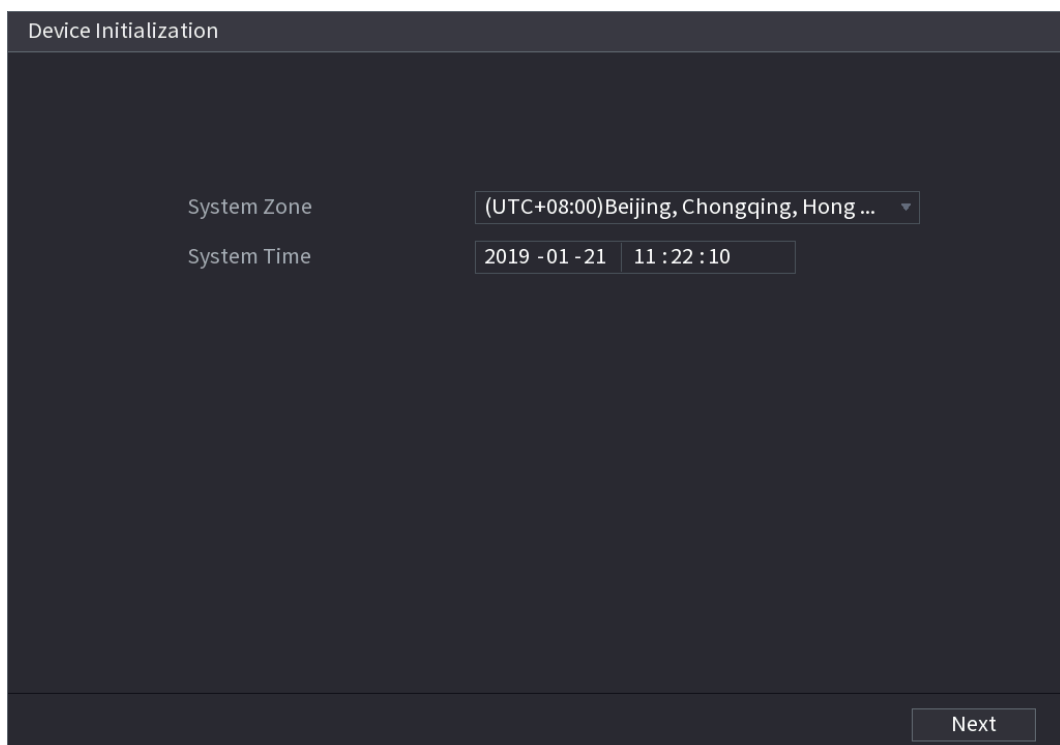 Device Initialization
System Zone (UTC+08:00)Beijing, Chongqing, Hong ...
System Time 2019 -01 -21 11 : 22 : 10
Next